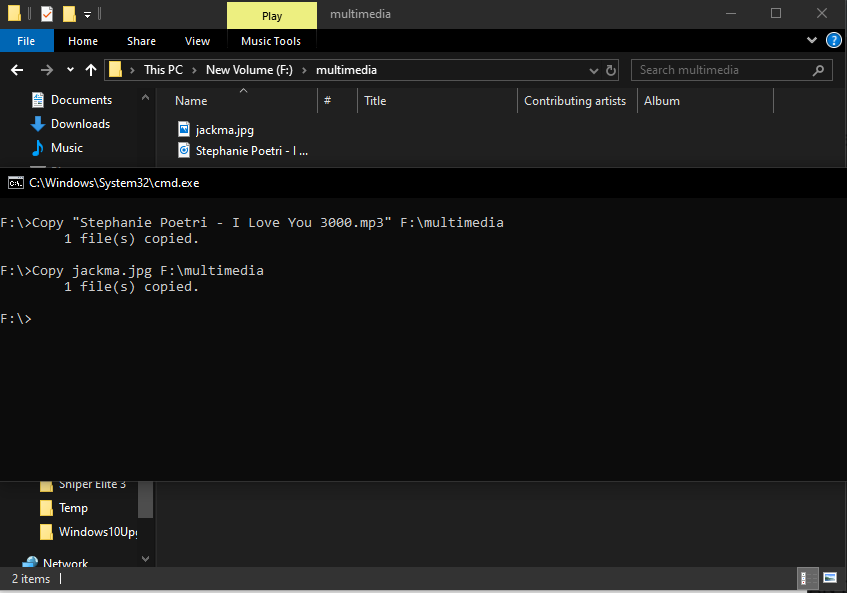 Play
multimedia
File
Home
Share
View
Music Tools
?
This PC > New Volume (F:) > multimedia
Search multimedia
Name
#
Title
Contributing artists
Album
Documents
Downloads
Music
jackma.jpg
Stephanie Poetri - I ...
C:\Windows\System32\cmd.exe
F:\>Copy "Stephanie Poetri - I Love You 3000.mp3" F:\multimedia
1 file(s) copied.
F:\>Copy jackma.jpg F:\multimedia
1 file(s) copied.
F:\>
Sniper Elite 3
Temp
Windows10Upg
Network
2 items